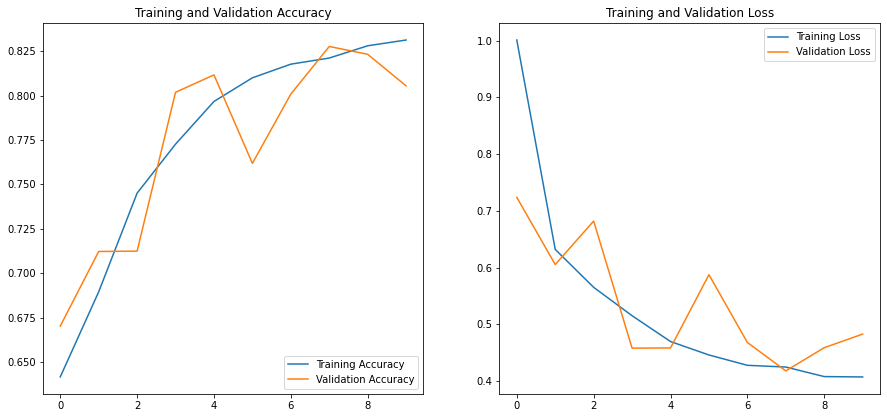 Training and Validation Accuracy
0.825
0.800
0.775
0.750
0.725
0.700
0.675
0.650
Training Accuracy
Validation Accuracy
0 2 4 6 8
Training and Validation Loss
Training Loss
Validation Loss
1.0
0.9
0.8
0.7
0.6
0.5
0.4
0 2 4 6 8